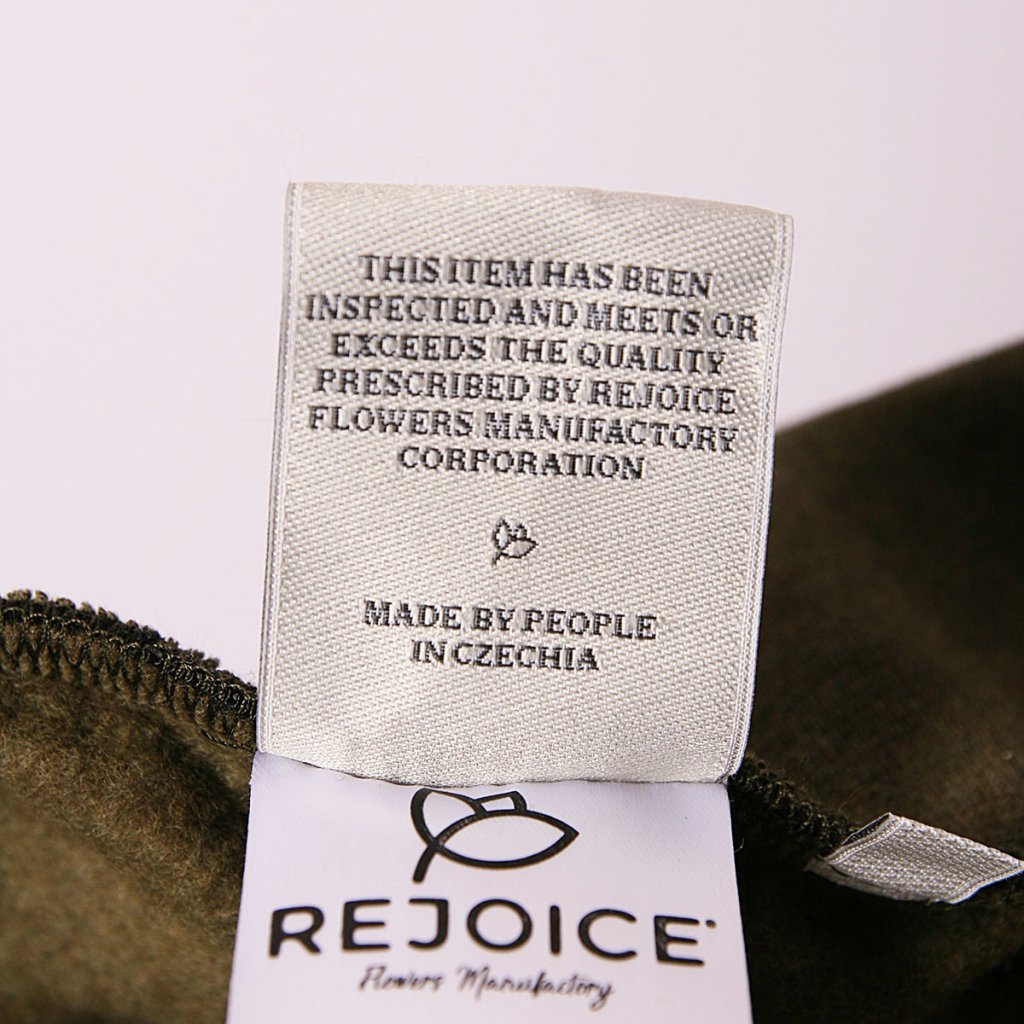 THIS ITEM HAS BEEN
INSPECTED AND MEETS OR
EXCEEDS THE QUALITY
PRESCRIBED BY REJOICE
FLOWERS MANUFACTORY
CORPORATION
MADE BY PEOPLE
IN CZECHIA
REJOICE
Flowers Manufactory